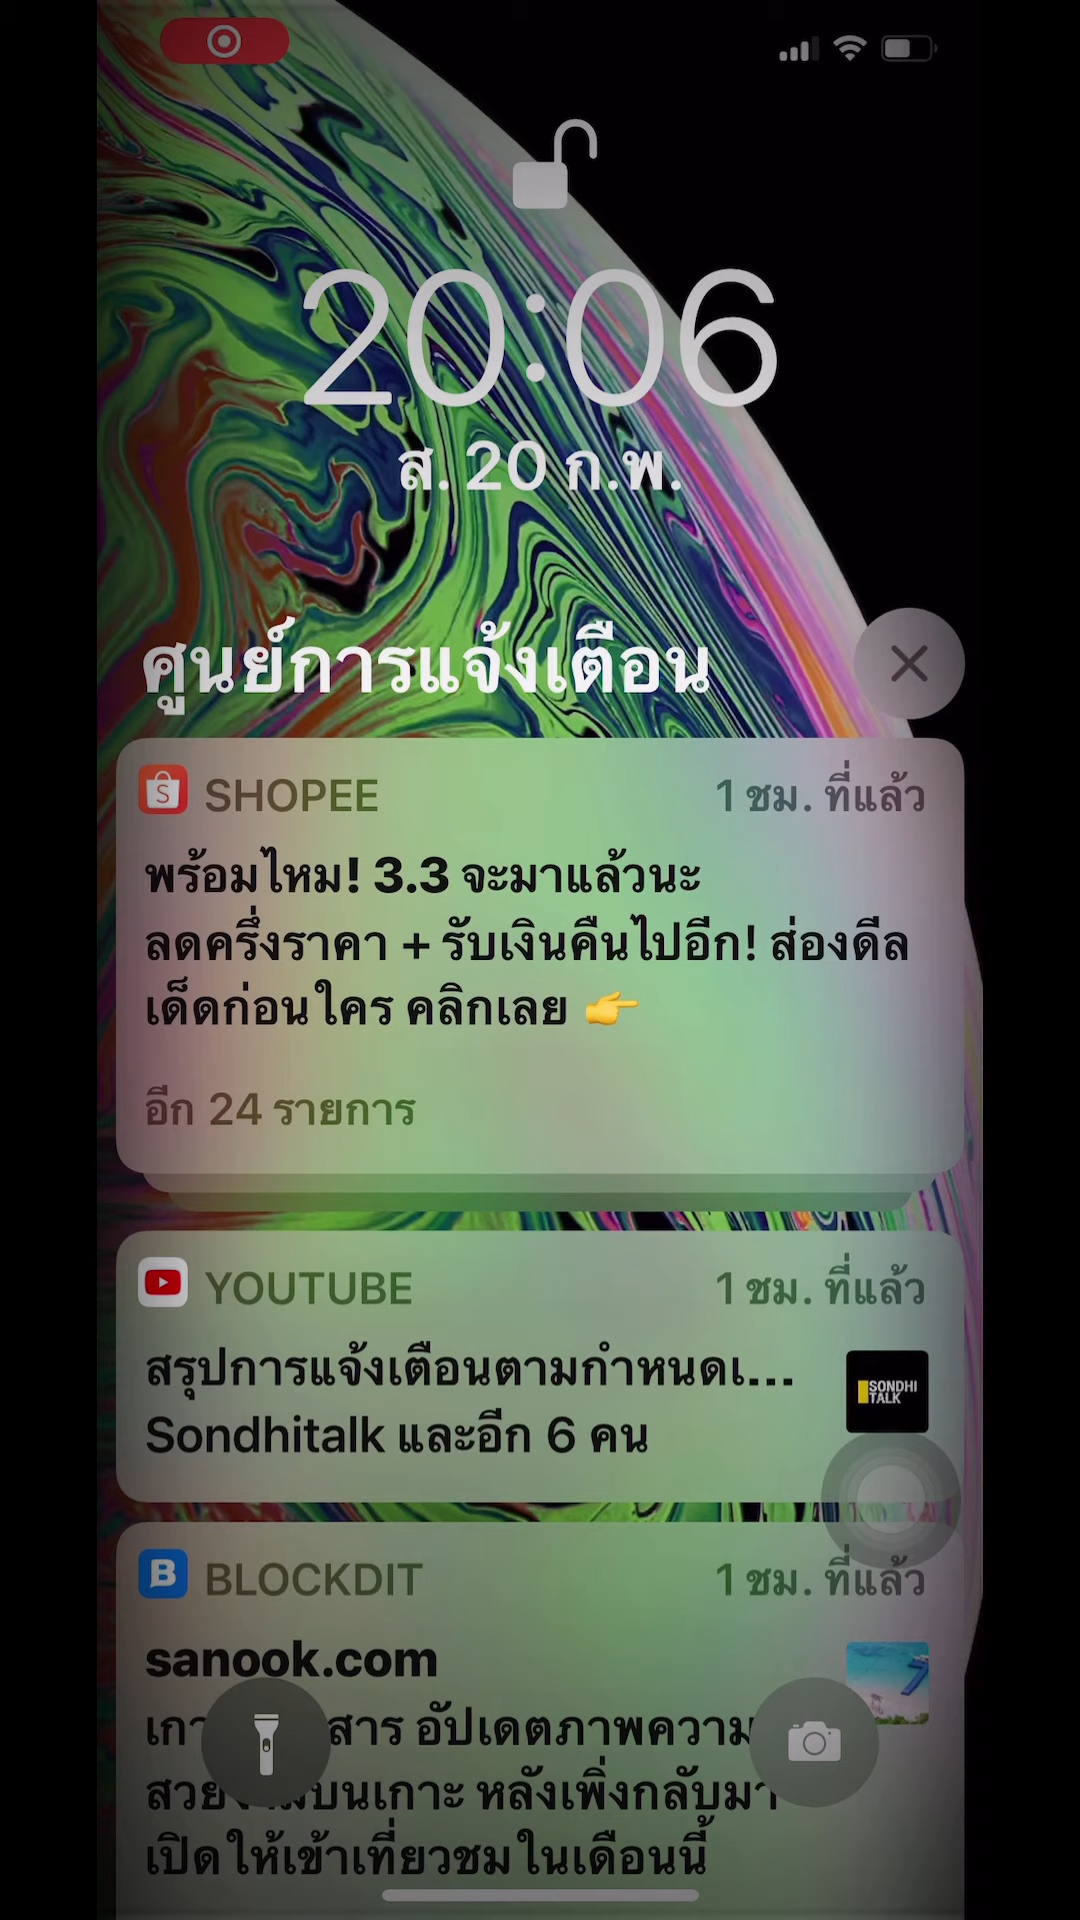 20:06
ส. 20 ก.พ.
ศูนย์การแจ้งเตือน
SHOPEE 1 ชม. ที่แล้ว
พร้อมไหม! 3.3 จะมาแล้วนะ
ลดครึ่งราคา + รับเงินคืนไปอีก! ส่องดีล
เด็ดก่อนใคร คลิกเลย 👉
อีก 24 รายการ
YOUTUBE 1 ชม. ที่แล้ว
สรุปการแจ้งเตือนตามกำหนดเ...
SONDHI
TALK
Sondhitalk และอีก 6 คน
BLOCKDIT 1 ชม. ที่แล้ว
sanook.com
สาร อัปเดตภาพความ
บนเกาะ หลังเพิ่งกลับมา
เปิดให้เข้าเที่ยวชมในเดือนนี้